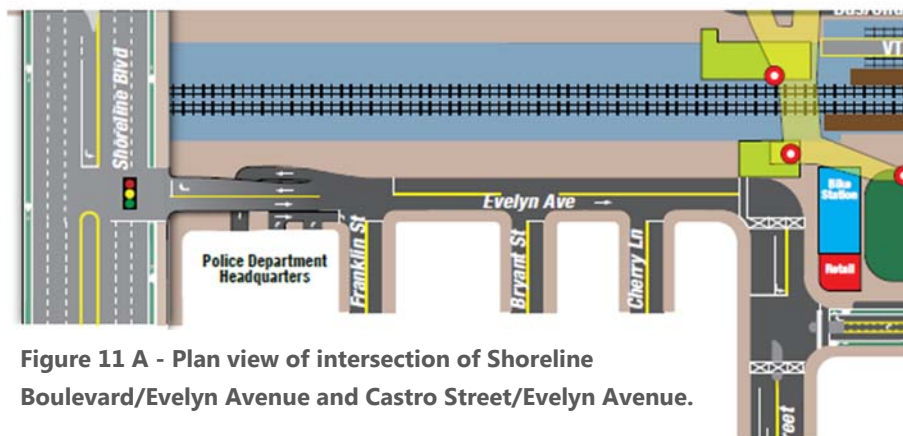 VT
Shoreline Blvd
Evelyn Ave
Bike
Station
Retail
Police Department
Headquarters
Franklin St
Bryant St
Cherry Ln
Figure 11 A - Plan view of intersection of Shoreline
Boulevard/Evelyn Avenue and Castro Street/Evelyn Avenue.